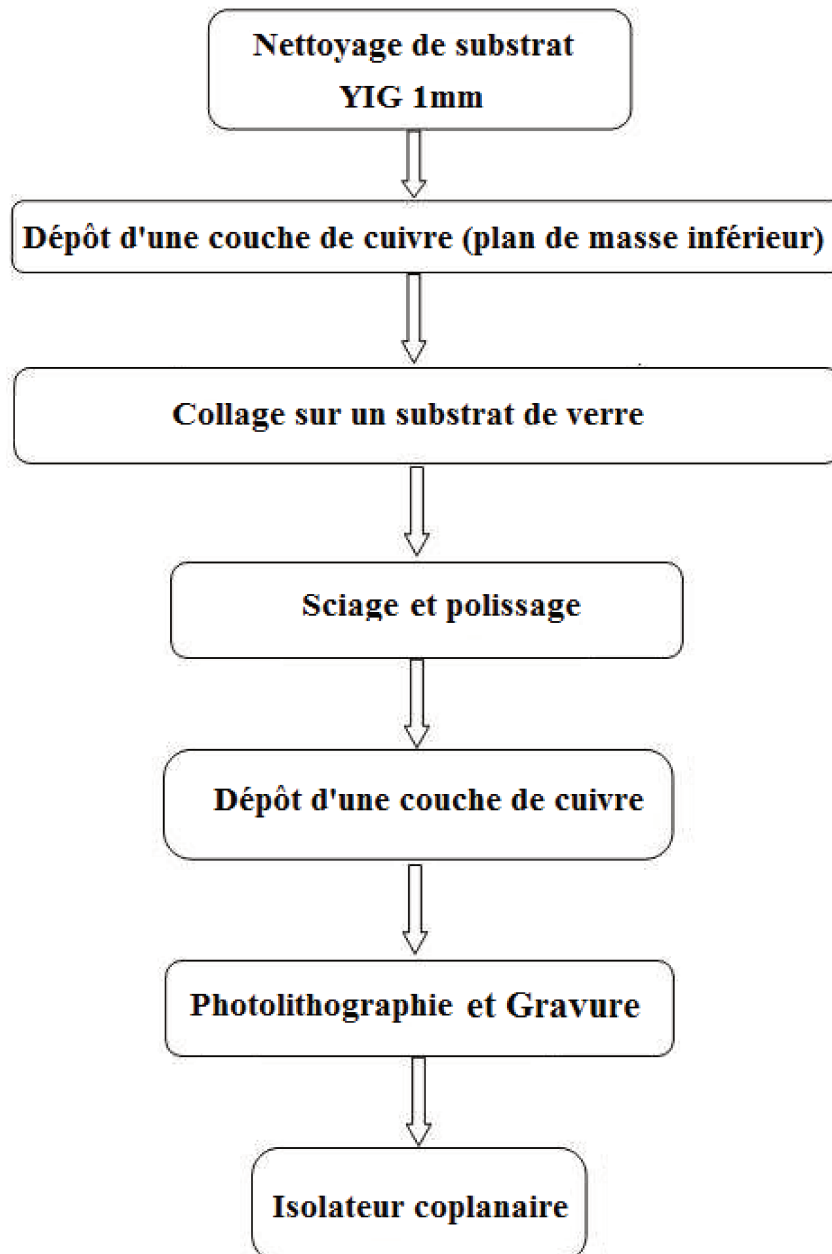 Nettoyage de substrat
YIG 1mm
Dépôt d'une couche de cuivre (plan de masse inférieur)
Collage sur un substrat de verre
Sciage et polissage
Dépôt d'une couche de cuivre
Photolithographie et Gravure
Isolateur coplanaire